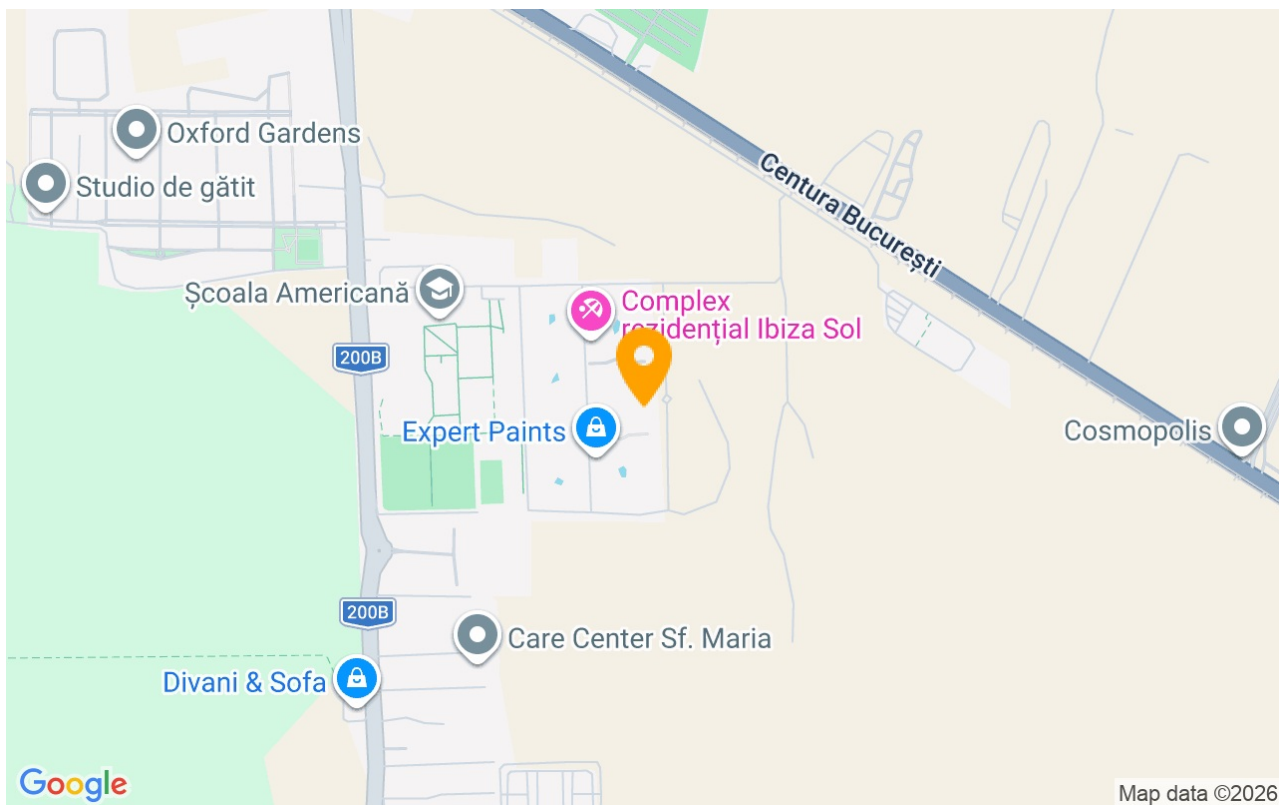 Oxford Gardens
Studio de gătit
Centura București
Școala Americană
Complex
rezidențial Ibiza Sol
200B
Expert Paints
Cosmopolis
200B
Care Center Sf. Maria
Divani & Sofa
Google
Map data ©2026